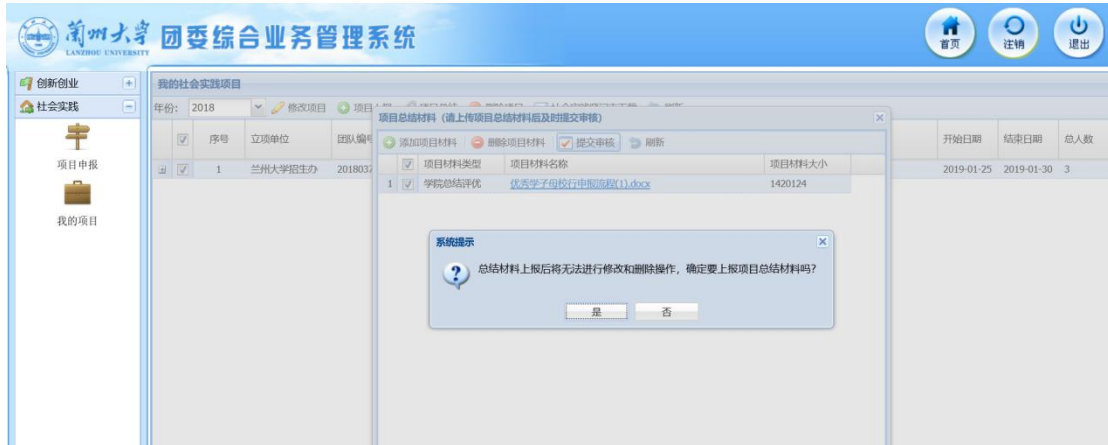 蘭州大学 团委综合业务管理系统
LANZHOU UNIVERSITY
首页 注销 退出
创新创业
社会实践
项目申报
我的项目
我的社会实践项目
年份: 2018 修改项目
序号 立项单位 团队编号 开始日期 结束日期 总人数
1 兰州大学招生办 2018037 2019-01-25 2019-01-30 3
项目总结材料（请上传项目总结材料后及时提交审核）
添加项目材料 删除项目材料 提交审核 刷新
项目材料类型 项目材料名称 项目材料大小
1 学院总结评优 优秀学子母校行申报流程(1).docx 1420124
系统提示
总结材料上报后将无法进行修改和删除操作，确定要上报项目总结材料吗?
是 否